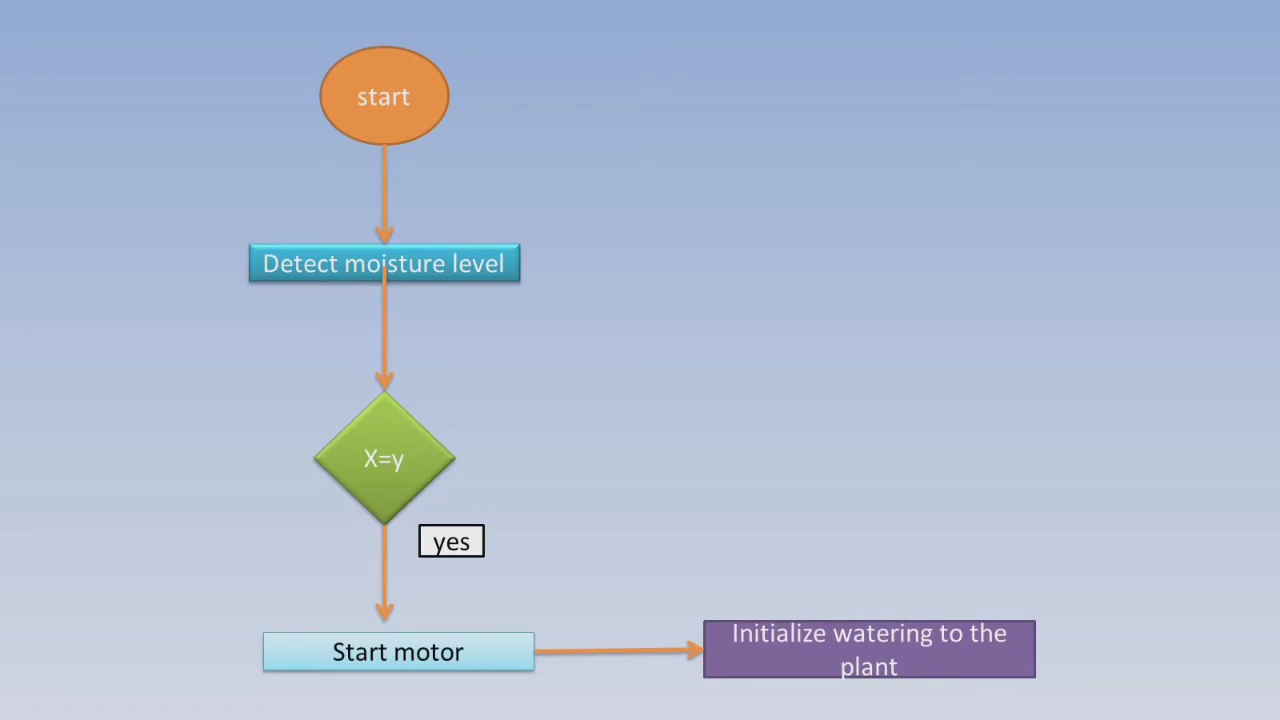 start
Detect moisture level
X=y
yes
Start motor
Initialize watering to the
plant